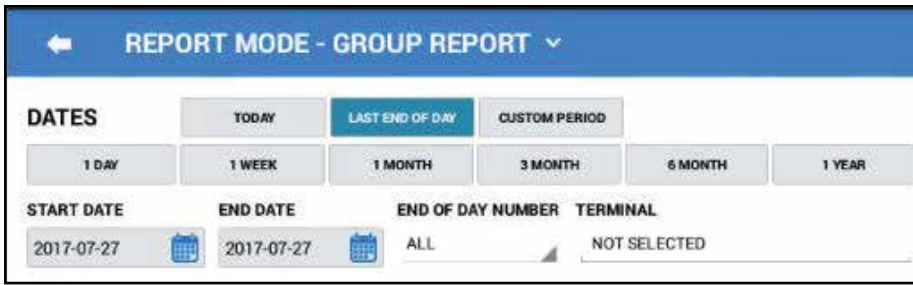 REPORT MODE - GROUP REPORT
DATES TODAY LAST END OF DAY CUSTOM PERIOD
1 DAY 1 WEEK 1 MONTH 3 MONTH 6 MONTH 1 YEAR
START DATE END DATE END OF DAY NUMBER TERMINAL
2017-07-27 2017-07-27 ALL NOT SELECTED